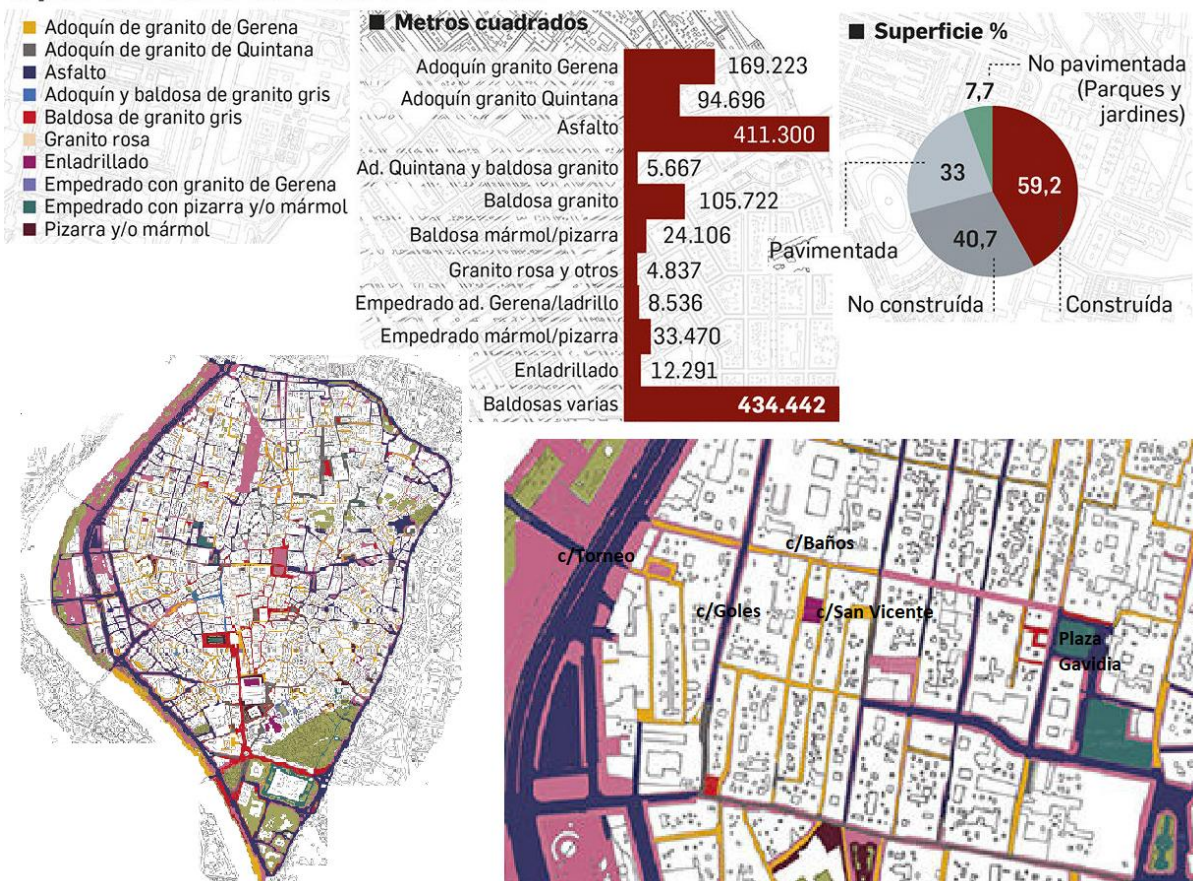 Adoquín de granito de Gerena
Adoquín de granito de Quintana
Asfalto
Adoquín y baldosa de granito gris
Baldosa de granito gris
Granito rosa
Enladrillado
Empedrado con granito de Gerena
Empedrado con pizarra y/o mármol
Pizarra y/o mármol
Metros cuadrados
Adoquín granito Gerena 169.223
Adoquín granito Quintana 94.696
Asfalto 411.300
Ad. Quintana y baldosa granito 5.667
Baldosa granito 105.722
Baldosa mármol/pizarra 24.106
Granito rosa y otros 4.837
Empedrado ad. Gerena/ladrillo 8.536
Empedrado mármol/pizarra 33.470
Enladrillado 12.291
Baldosas varias 434.442
Superficie %
No pavimentada
(Parques y
jardines)
7,7
33
59,2
40,7
Pavimentada
No construída
Construída
c/Torneo
c/Baños
c/Goles
c/San Vicente
Plaza
Gavidia